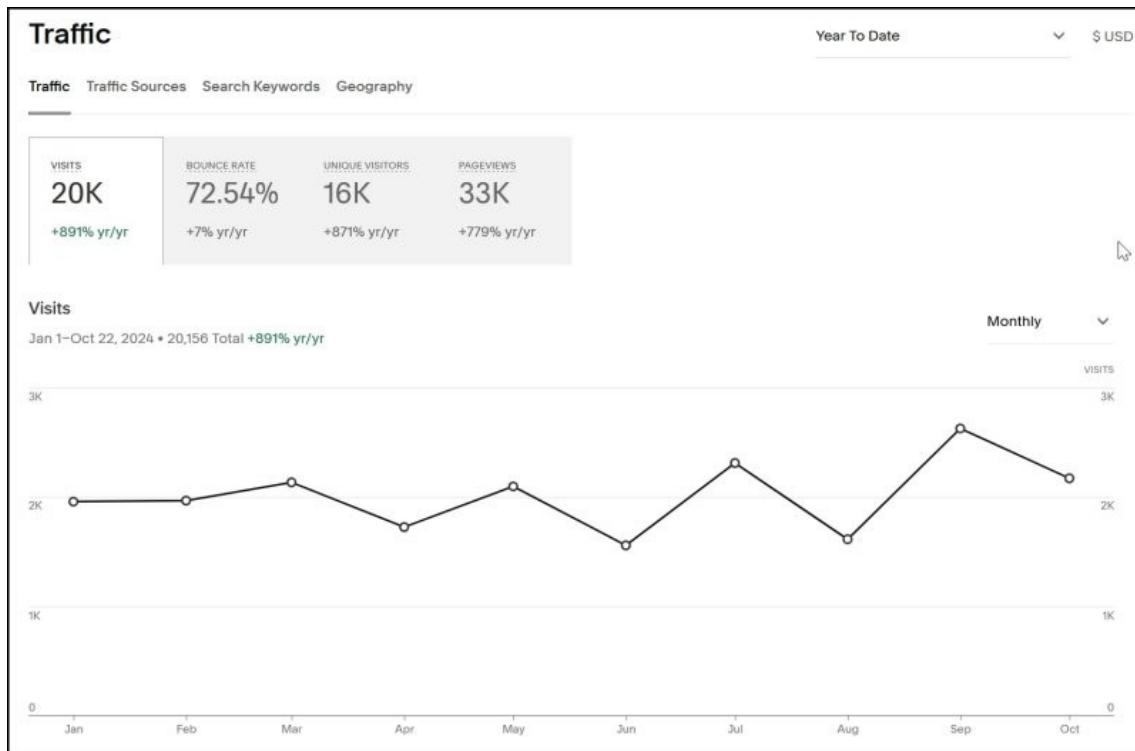 Traffic
Year To Date
$ USD
Traffic Traffic Sources Search Keywords Geography
VISITS BOUNCE RATE UNIQUE VISITORS PAGEVIEWS
20K 72.54% 16K 33K
+891% yr/yr +7% yr/yr +871% yr/yr +779% yr/yr
Visits
Monthly
Jan 1–Oct 22, 2024 • 20,156 Total +891% yr/yr
VISITS
3K 3K
2K 2K
1K 1K
0 0
Jan Feb Mar Apr May Jun Jul Aug Sep Oct